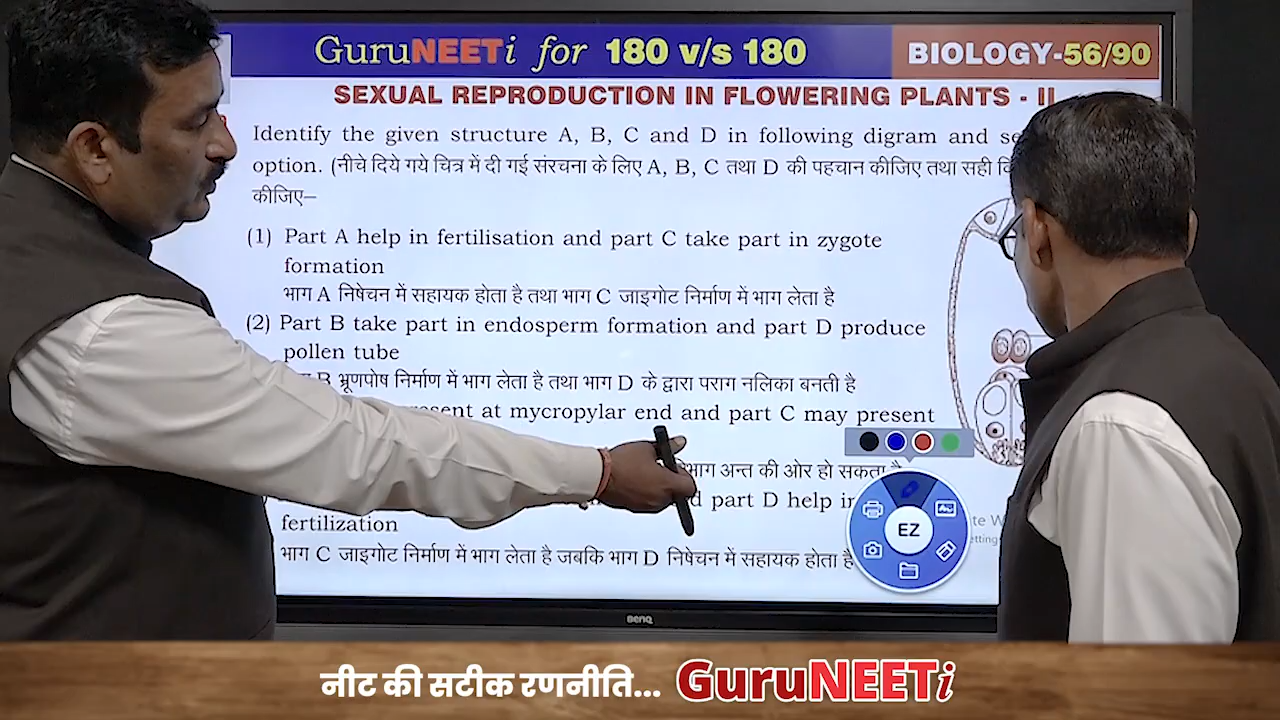 GuruNEETi for 180 v/s 180
BIOLOGY-56/90
SEXUAL REPRODUCTION IN FLOWERING PLANTS - II
Identify the given structure A, B, C and D in following digram and
option. (नीचे दिये गये चित्र में दी गई संरचना के लिए A, B, C तथा D की पहचान कीजिए तथा सही
कीजिए–
(1) Part A help in fertilisation and part C take part in zygote
formation
भाग A निषेचन में सहायक होता है तथा भाग C जाइगोट निर्माण में भाग लेता है
(2) Part B take part in endosperm formation and part D produce
pollen tube
B भ्रूणपोष निर्माण में भाग लेता है तथा भाग D के द्वारा पराग नलिका बनती है
at mycropylar end and part C may present
अन्त की ओर हो सकता है
part D help in
fertilization
भाग C जाइगोट निर्माण में भाग लेता है जबकि भाग D निषेचन में सहायक होता है
EZ
BenQ
नीट की सटीक रणनीति... GuruNEETi